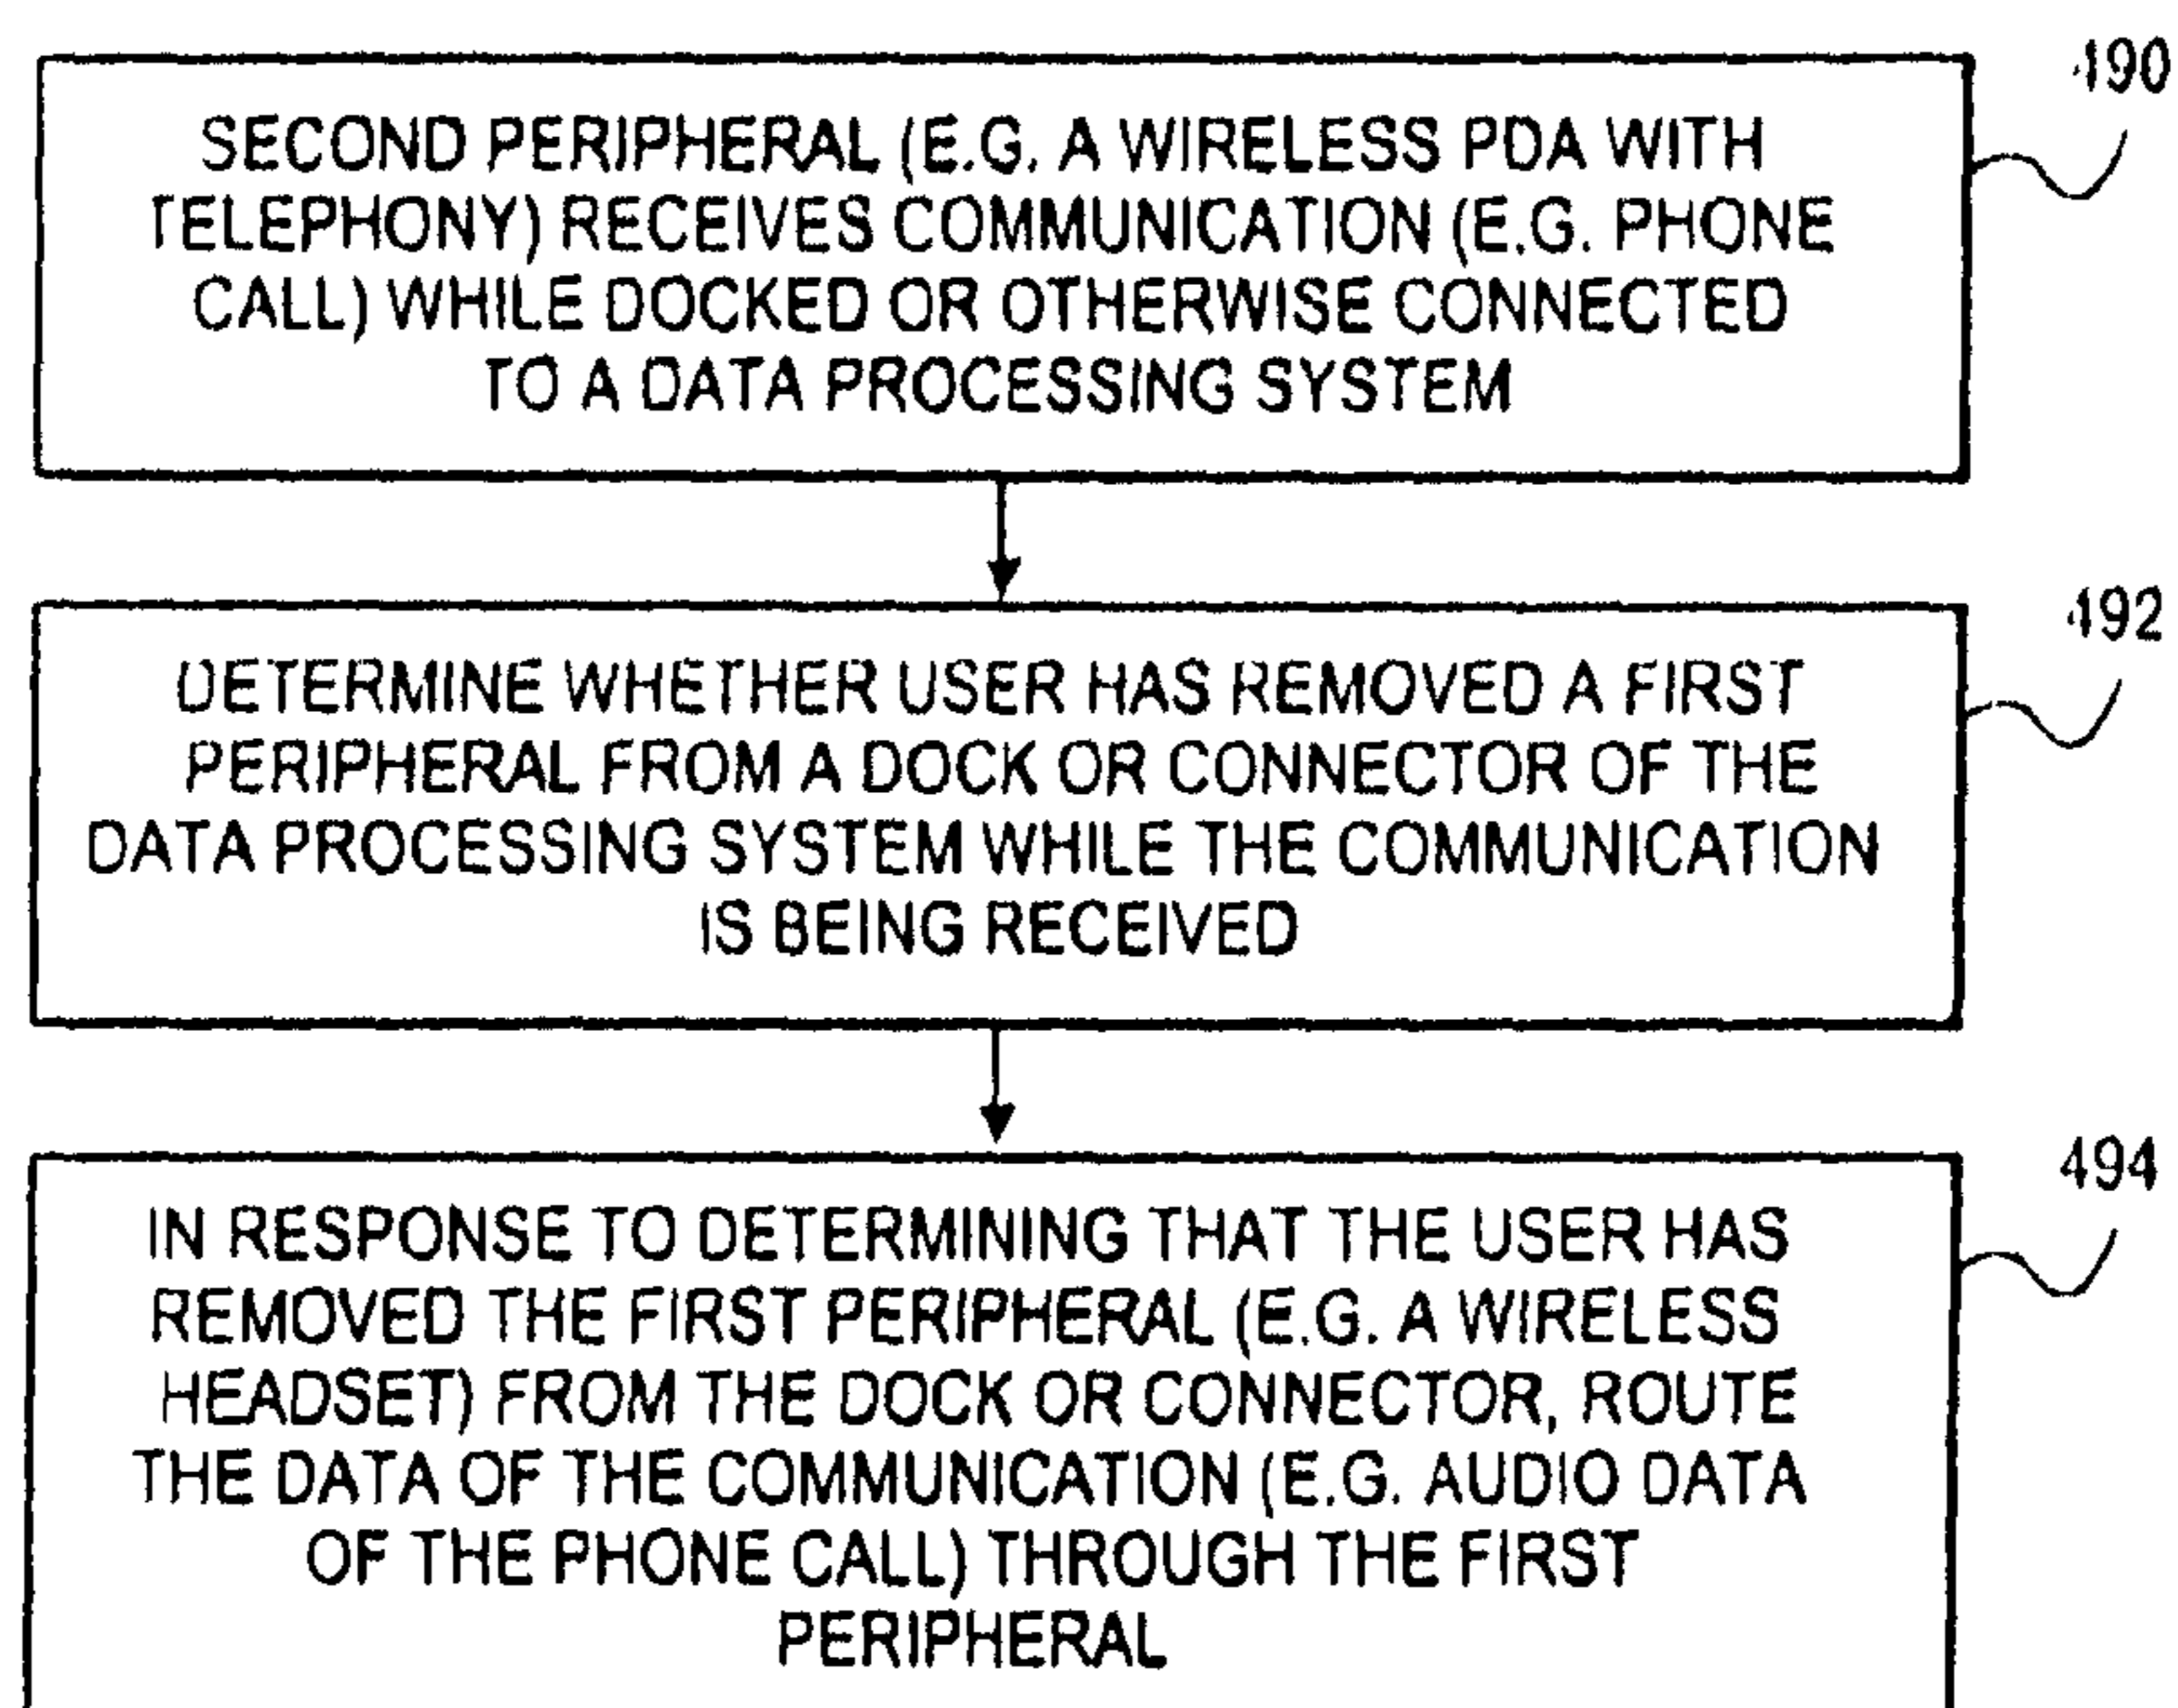 490
SECOND PERIPHERAL (E.G. A WIRELESS PDA WITH
TELEPHONY) RECEIVES COMMUNICATION (E.G. PHONE
CALL) WHILE DOCKED OR OTHERWISE CONNECTED
TO A DATA PROCESSING SYSTEM
492
DETERMINE WHETHER USER HAS REMOVED A FIRST
PERIPHERAL FROM A DOCK OR CONNECTOR OF THE
DATA PROCESSING SYSTEM WHILE THE COMMUNICATION
IS BEING RECEIVED
494
IN RESPONSE TO DETERMINING THAT THE USER HAS
REMOVED THE FIRST PERIPHERAL (E.G. A WIRELESS
HEADSET) FROM THE DOCK OR CONNECTOR, ROUTE
THE DATA OF THE COMMUNICATION (E.G. AUDIO DATA
OF THE PHONE CALL) THROUGH THE FIRST
PERIPHERAL